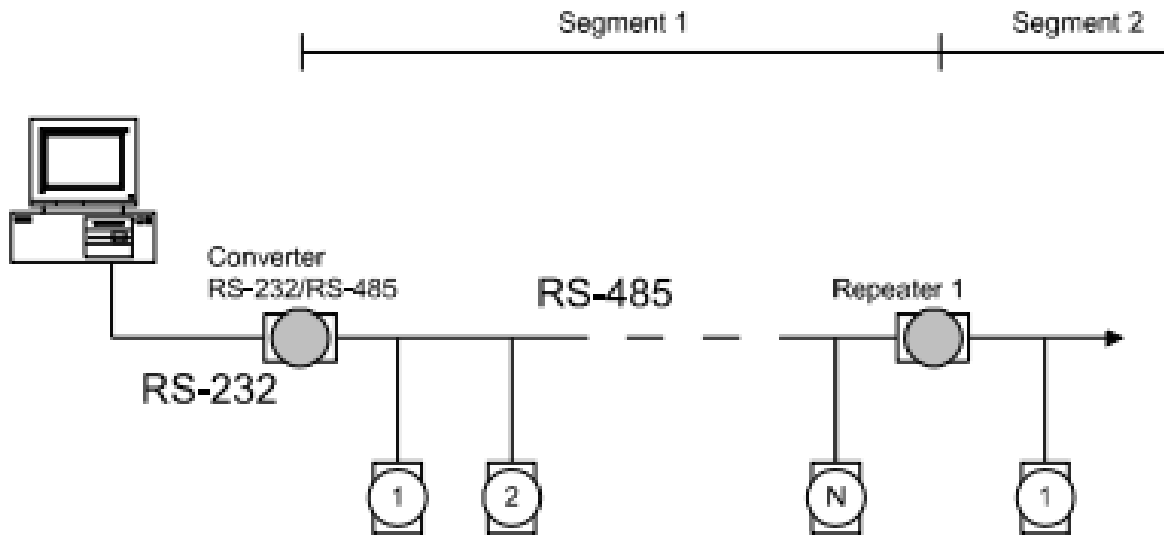 Segment 1
Segment 2
Converter
RS-232/RS-485
RS-485
Repeater 1
RS-232
1
2
N
1